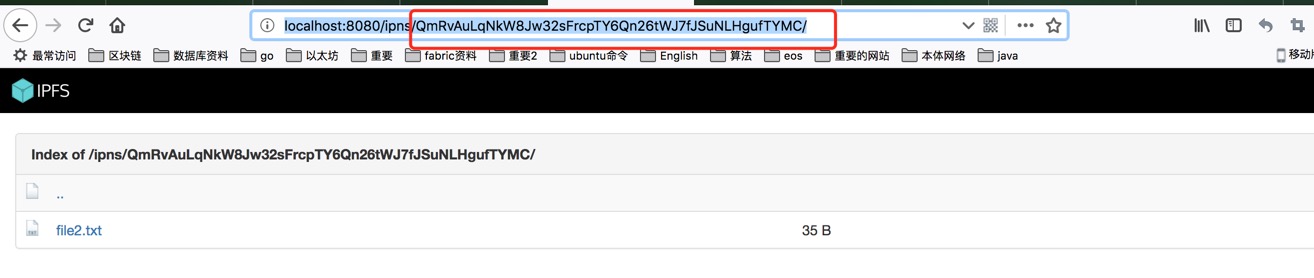 localhost:8080/ipns/QmRvAuLqNkW8Jw32sFrcpTY6Qn26tWJ7fJSuNLHgufTYMC/
最常访问 区块链 数据库资料 go 以太坊 重要 fabric资料 重要2 ubuntu命令 English 算法 eos 重要的网站 本体网络 java 移动版
IPFS
Index of /ipns/QmRvAuLqNkW8Jw32sFrcpTY6Qn26tWJ7fJSuNLHgufTYMC/
..
file2.txt 35 B